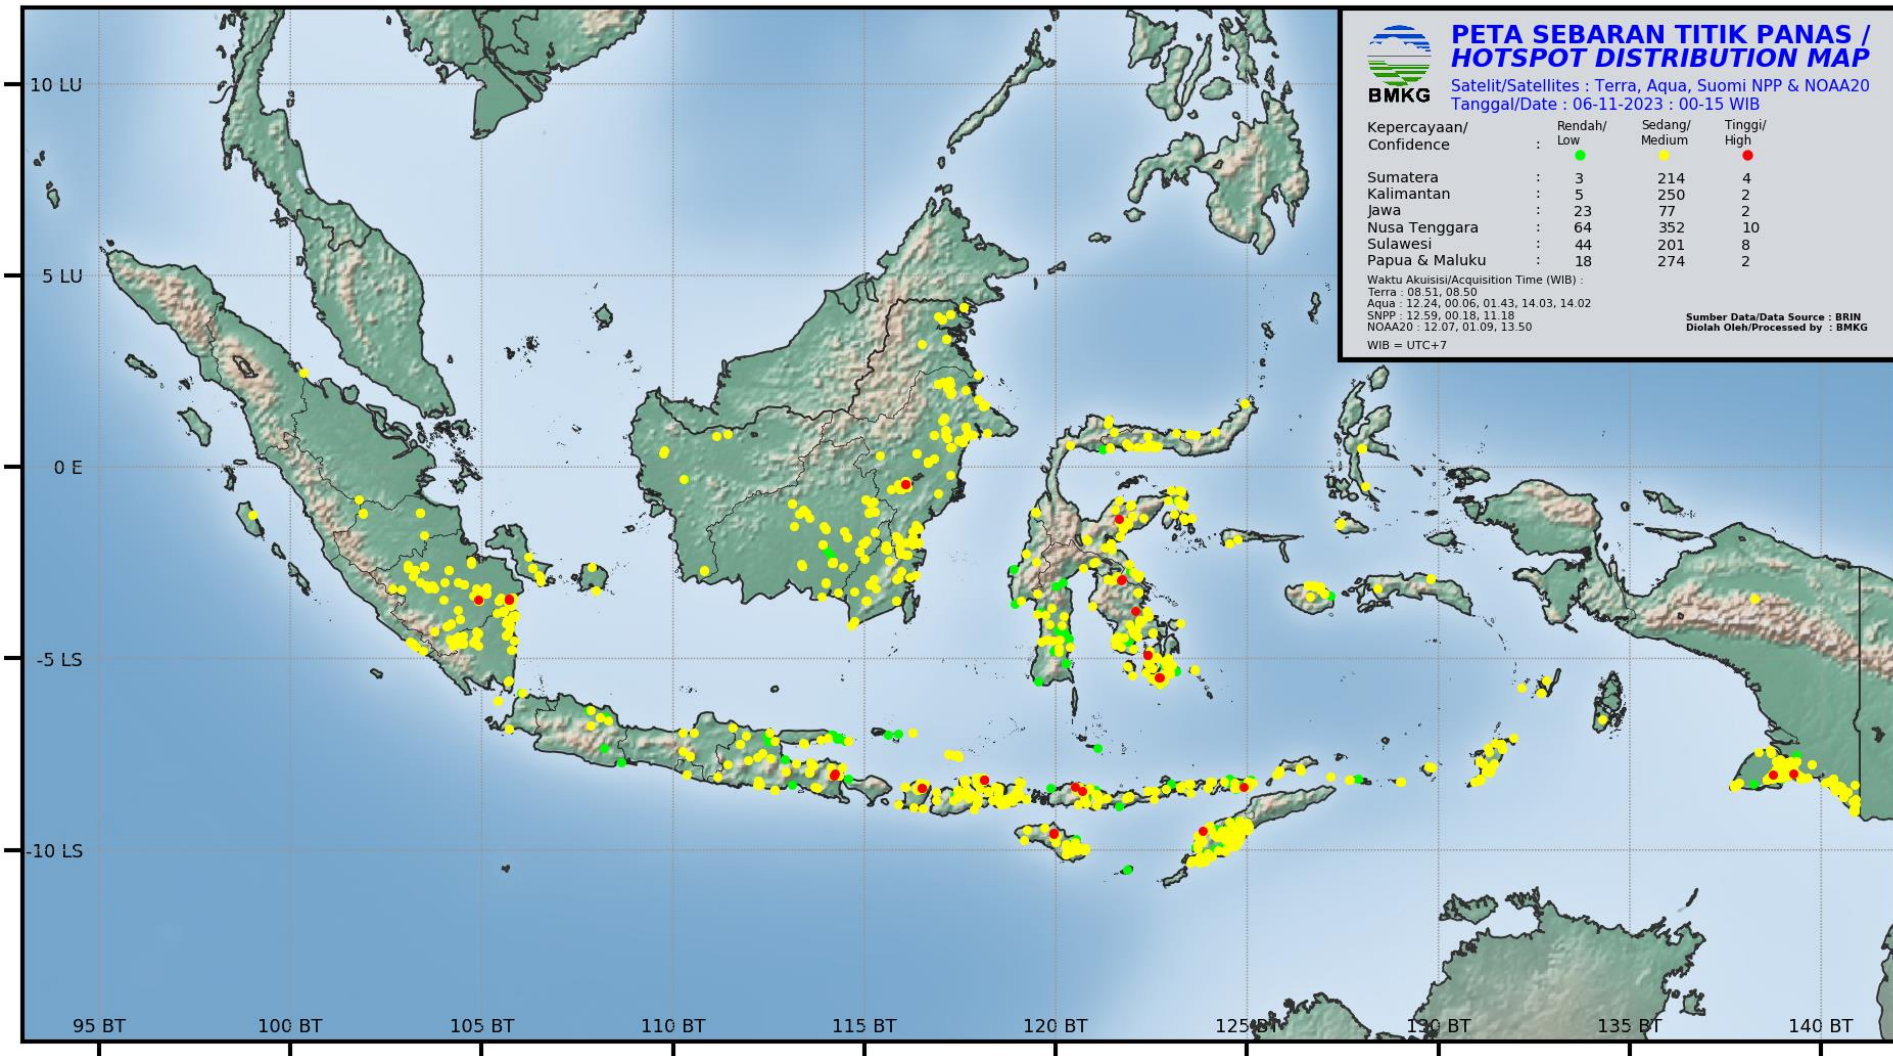 PETA SEBARAN TITIK PANAS /
HOTSPOT DISTRIBUTION MAP
Satelit/Satellites : Terra, Aqua, Suomi NPP & NOAA20
Tanggal/Date : 06-11-2023 : 00-15 WIB
BMKG
Kepercayaan/ Rendah/ Sedang/ Tinggi/
Confidence : Low Medium High
Sumatera : 3 214 4
Kalimantan : 5 250 2
Jawa : 23 77 2
Nusa Tenggara : 64 352 10
Sulawesi : 44 201 8
Papua & Maluku : 18 274 2
Waktu Akuisisi/Acquisition Time (WIB) :
Terra : 08.51, 08.50
Aqua : 12.24, 00.06, 01.43, 14.03, 14.02
SNPP : 12.59, 00.18, 11.18
NOAA20 : 12.07, 01.09, 13.50
WIB = UTC+7
Sumber Data/Data Source : BRIN
Diolah Oleh/Processed by : BMKG
10 LU
5 LU
0 E
-5 LS
-10 LS
95 BT 100 BT 105 BT 110 BT 115 BT 120 BT 125 BT 130 BT 135 BT 140 BT